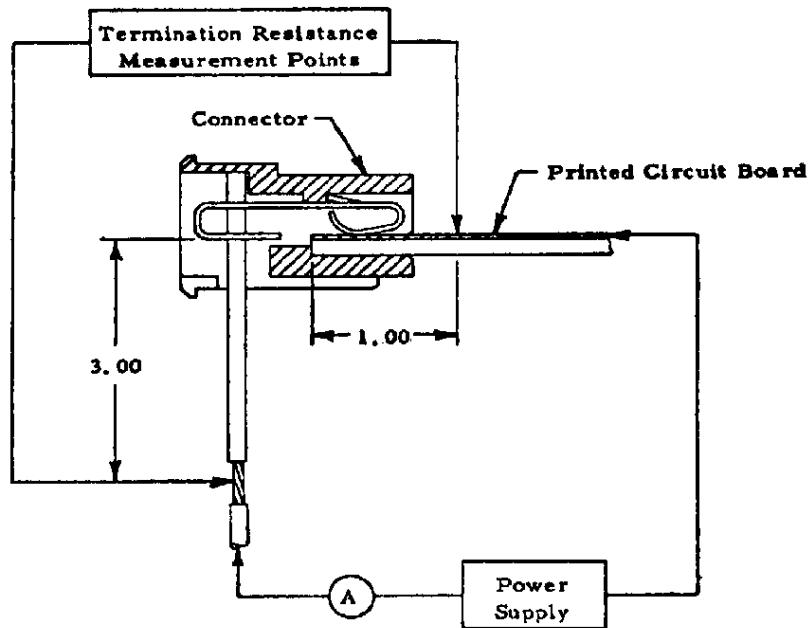 Termination Resistance
Measurement Points
Connector
Printed Circuit Board
1.00
3.00
A
Power
Supply